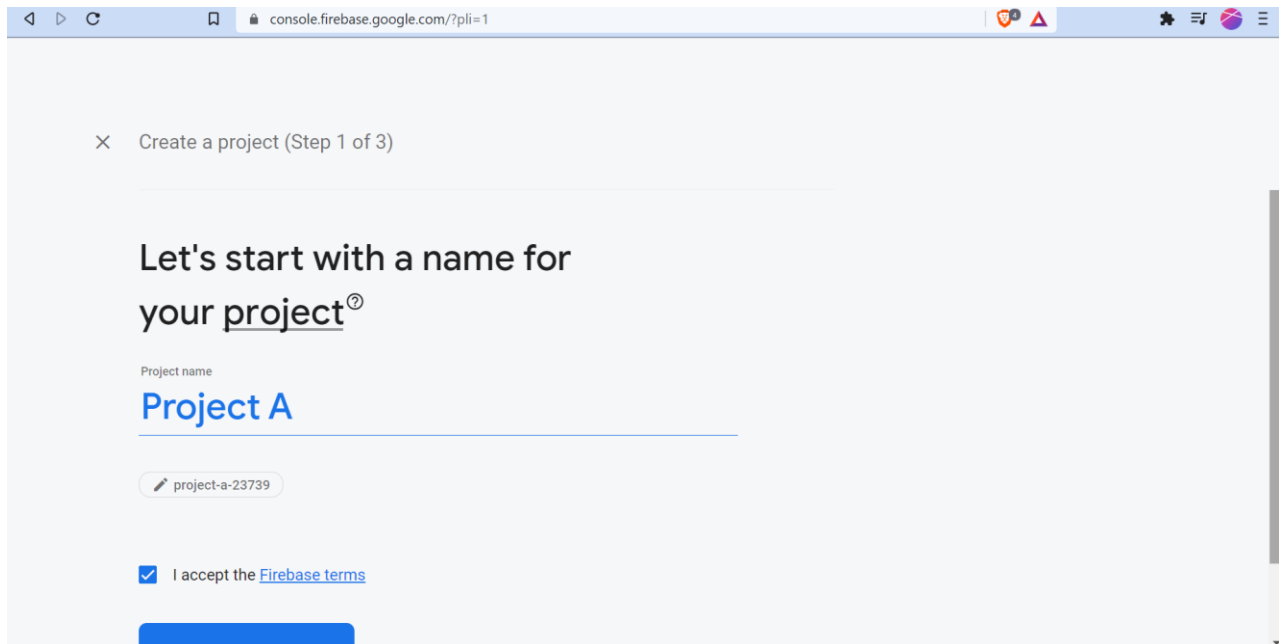 console.firebase.google.com/?pli=1
4
Create a project (Step 1 of 3)
Let's start with a name for
your project
Project name
Project A
project-a-23739
I accept the Firebase terms